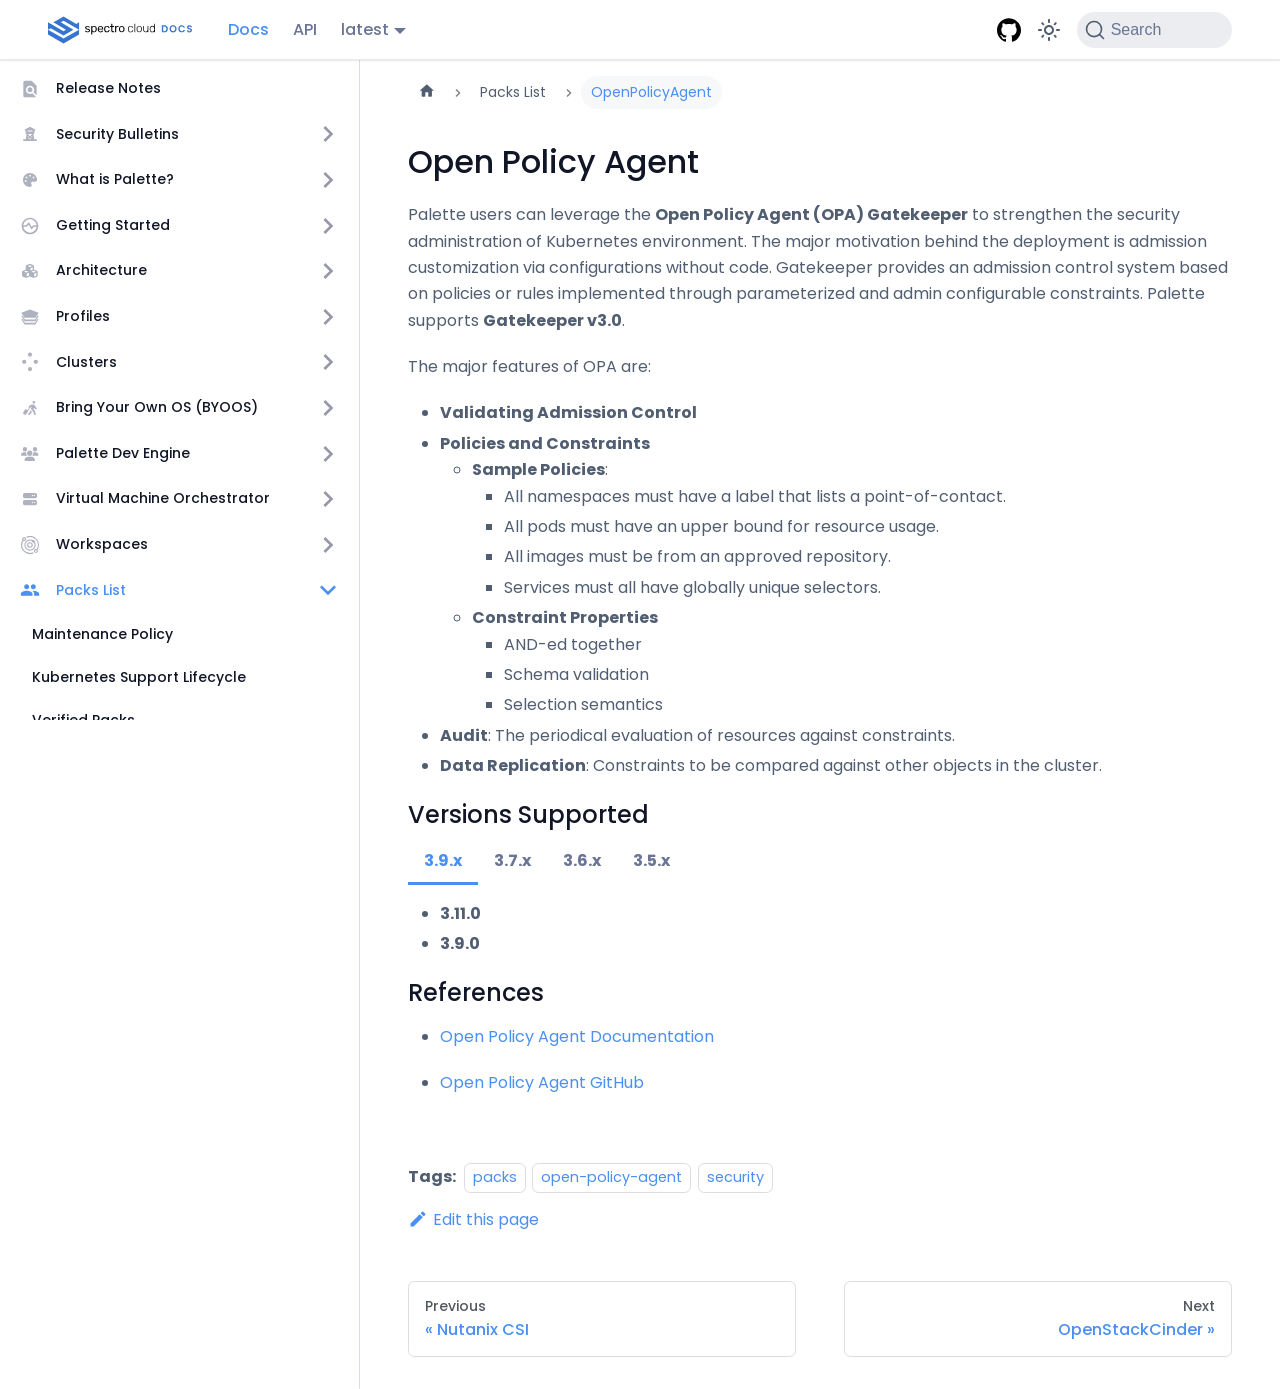 spectro cloud DOCS
Docs
API
latest
Search
Release Notes
Security Bulletins
What is Palette?
Getting Started
Architecture
Profiles
Clusters
Bring Your Own OS (BYOOS)
Palette Dev Engine
Virtual Machine Orchestrator
Workspaces
Packs List
Maintenance Policy
Kubernetes Support Lifecycle
Verified Packs
Packs List
OpenPolicyAgent
Open Policy Agent
Palette users can leverage the Open Policy Agent (OPA) Gatekeeper to strengthen the security
administration of Kubernetes environment. The major motivation behind the deployment is admission
customization via configurations without code. Gatekeeper provides an admission control system based
on policies or rules implemented through parameterized and admin configurable constraints. Palette
supports Gatekeeper v3.0.
The major features of OPA are:
Validating Admission Control
Policies and Constraints
Sample Policies:
All namespaces must have a label that lists a point-of-contact.
All pods must have an upper bound for resource usage.
All images must be from an approved repository.
Services must all have globally unique selectors.
Constraint Properties
AND-ed together
Schema validation
Selection semantics
Audit: The periodical evaluation of resources against constraints.
Data Replication: Constraints to be compared against other objects in the cluster.
Versions Supported
3.9.x
3.7.x
3.6.x
3.5.x
3.11.0
3.9.0
References
Open Policy Agent Documentation
Open Policy Agent GitHub
Tags: packs open-policy-agent security
Edit this page
Previous
« Nutanix CSI
Next
OpenStackCinder »